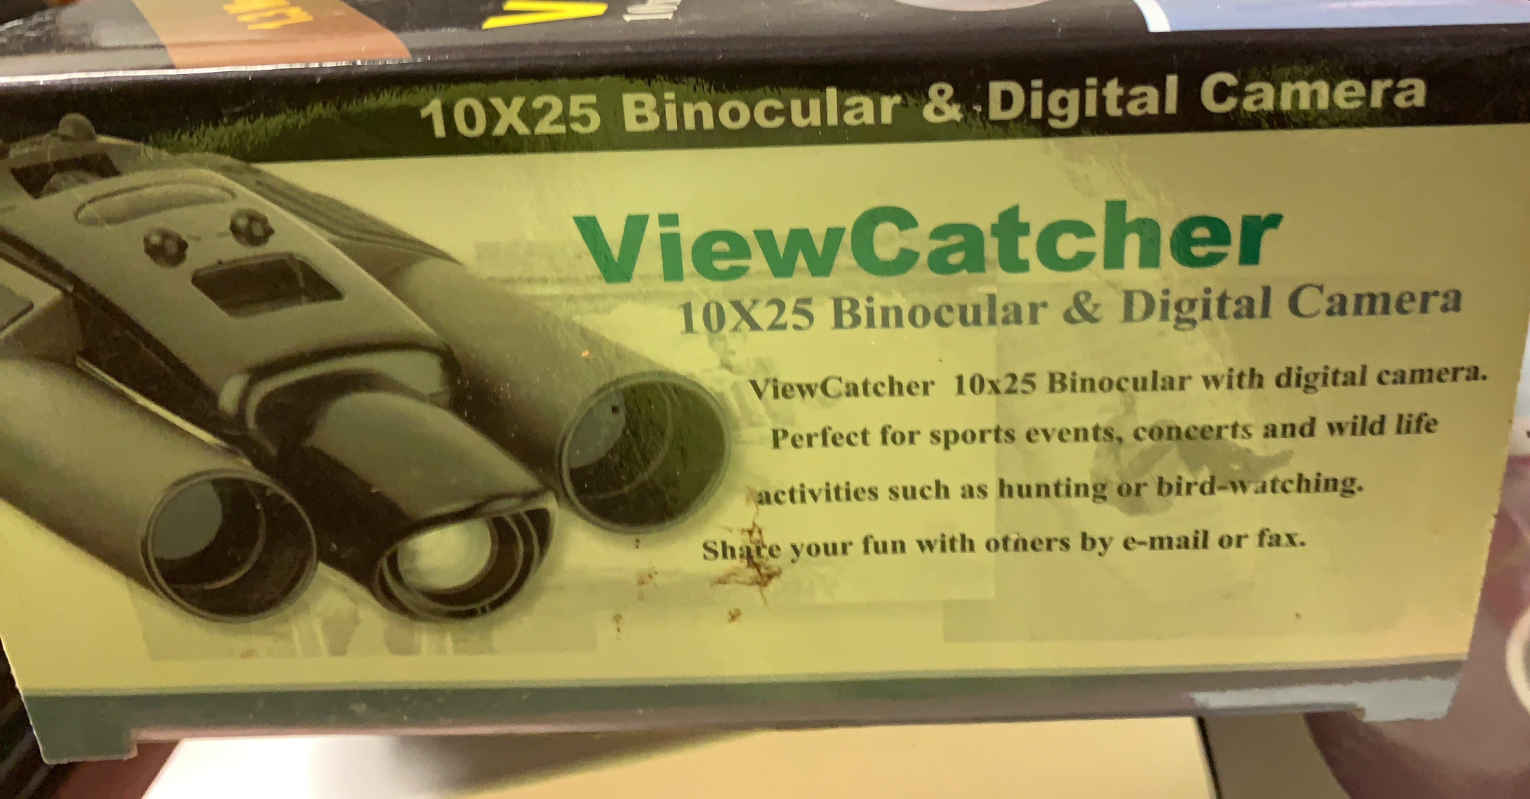 10X25 Binocular & Digital Camera
ViewCatcher
10X25 Binocular & Digital Camera
ViewCatcher 10x25 Binocular with digital camera.
Perfect for sports events, concerts and wild life
activities such as hunting or bird-watching.
Share your fun with others by e-mail or fax.